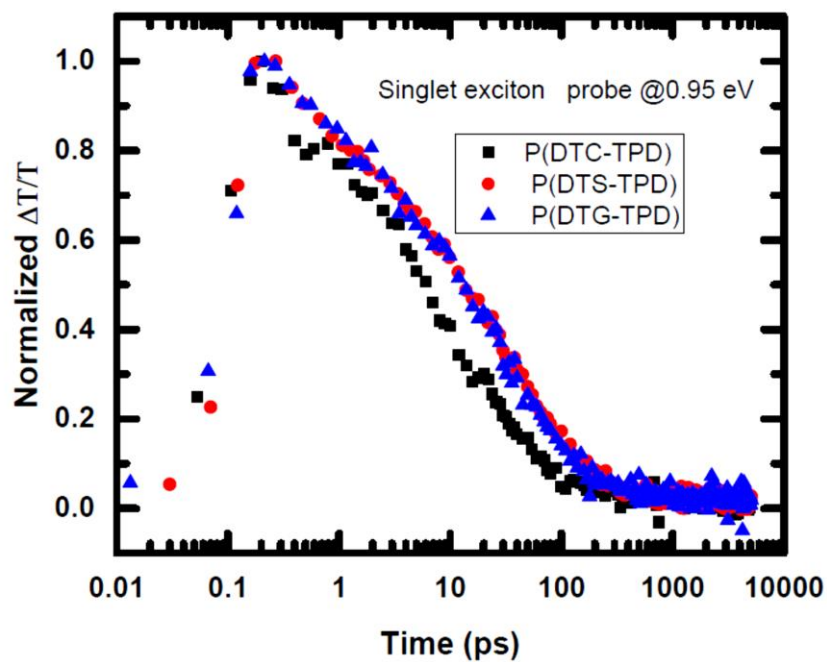 Normalized ΔT/T
1.0
0.8
0.6
0.4
0.2
0.0
Singlet exciton probe @0.95 eV
P(DTC-TPD)
P(DTS-TPD)
P(DTG-TPD)
0.01 0.1 1 10 100 1000 10000
Time (ps)